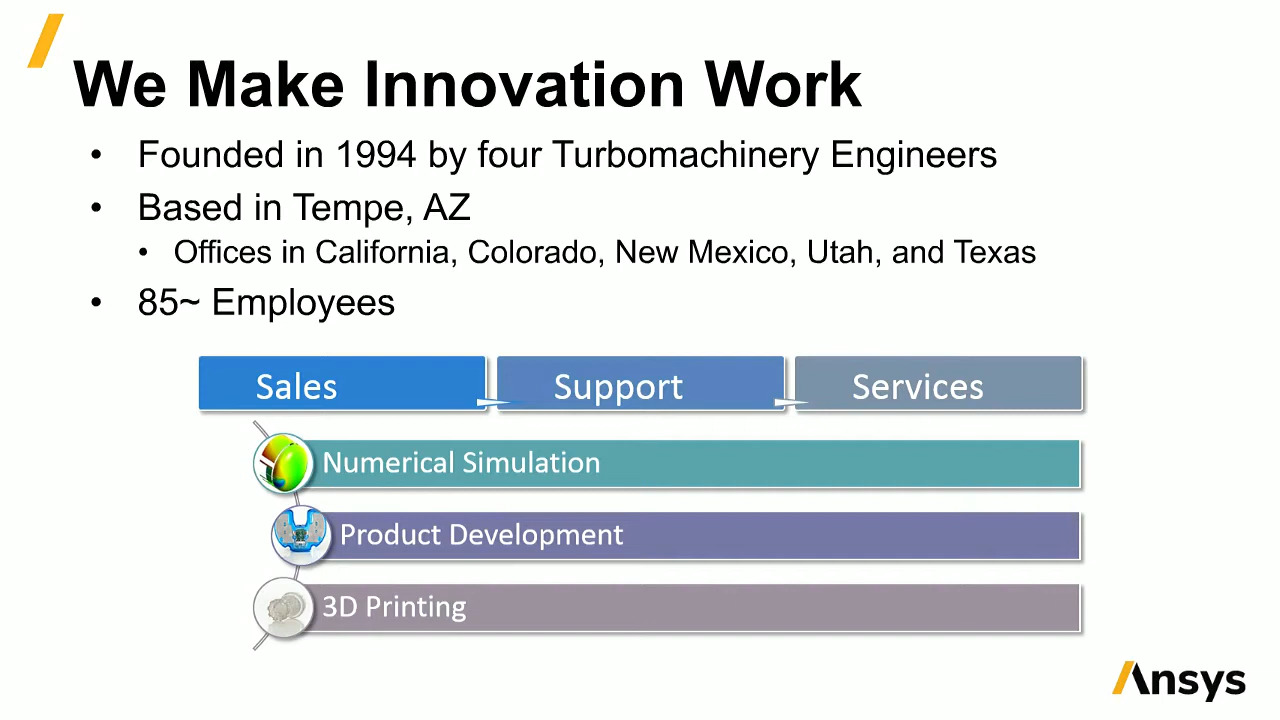 We Make Innovation Work
• Founded in 1994 by four Turbomachinery Engineers
• Based in Tempe, AZ
• Offices in California, Colorado, New Mexico, Utah, and Texas
• 85~ Employees
Sales
Support
Services
Numerical Simulation
Product Development
3D Printing
Ansys